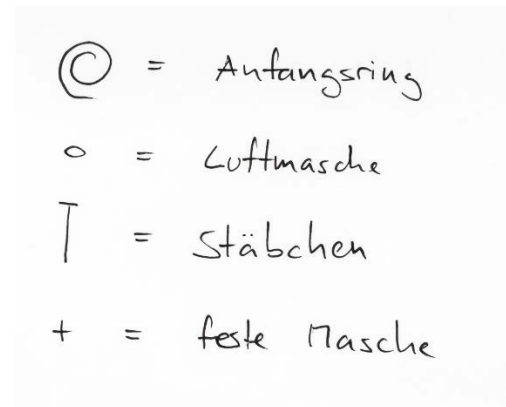 = Anfangsring
= Luftmasche
= Stäbchen
+ = feste Masche